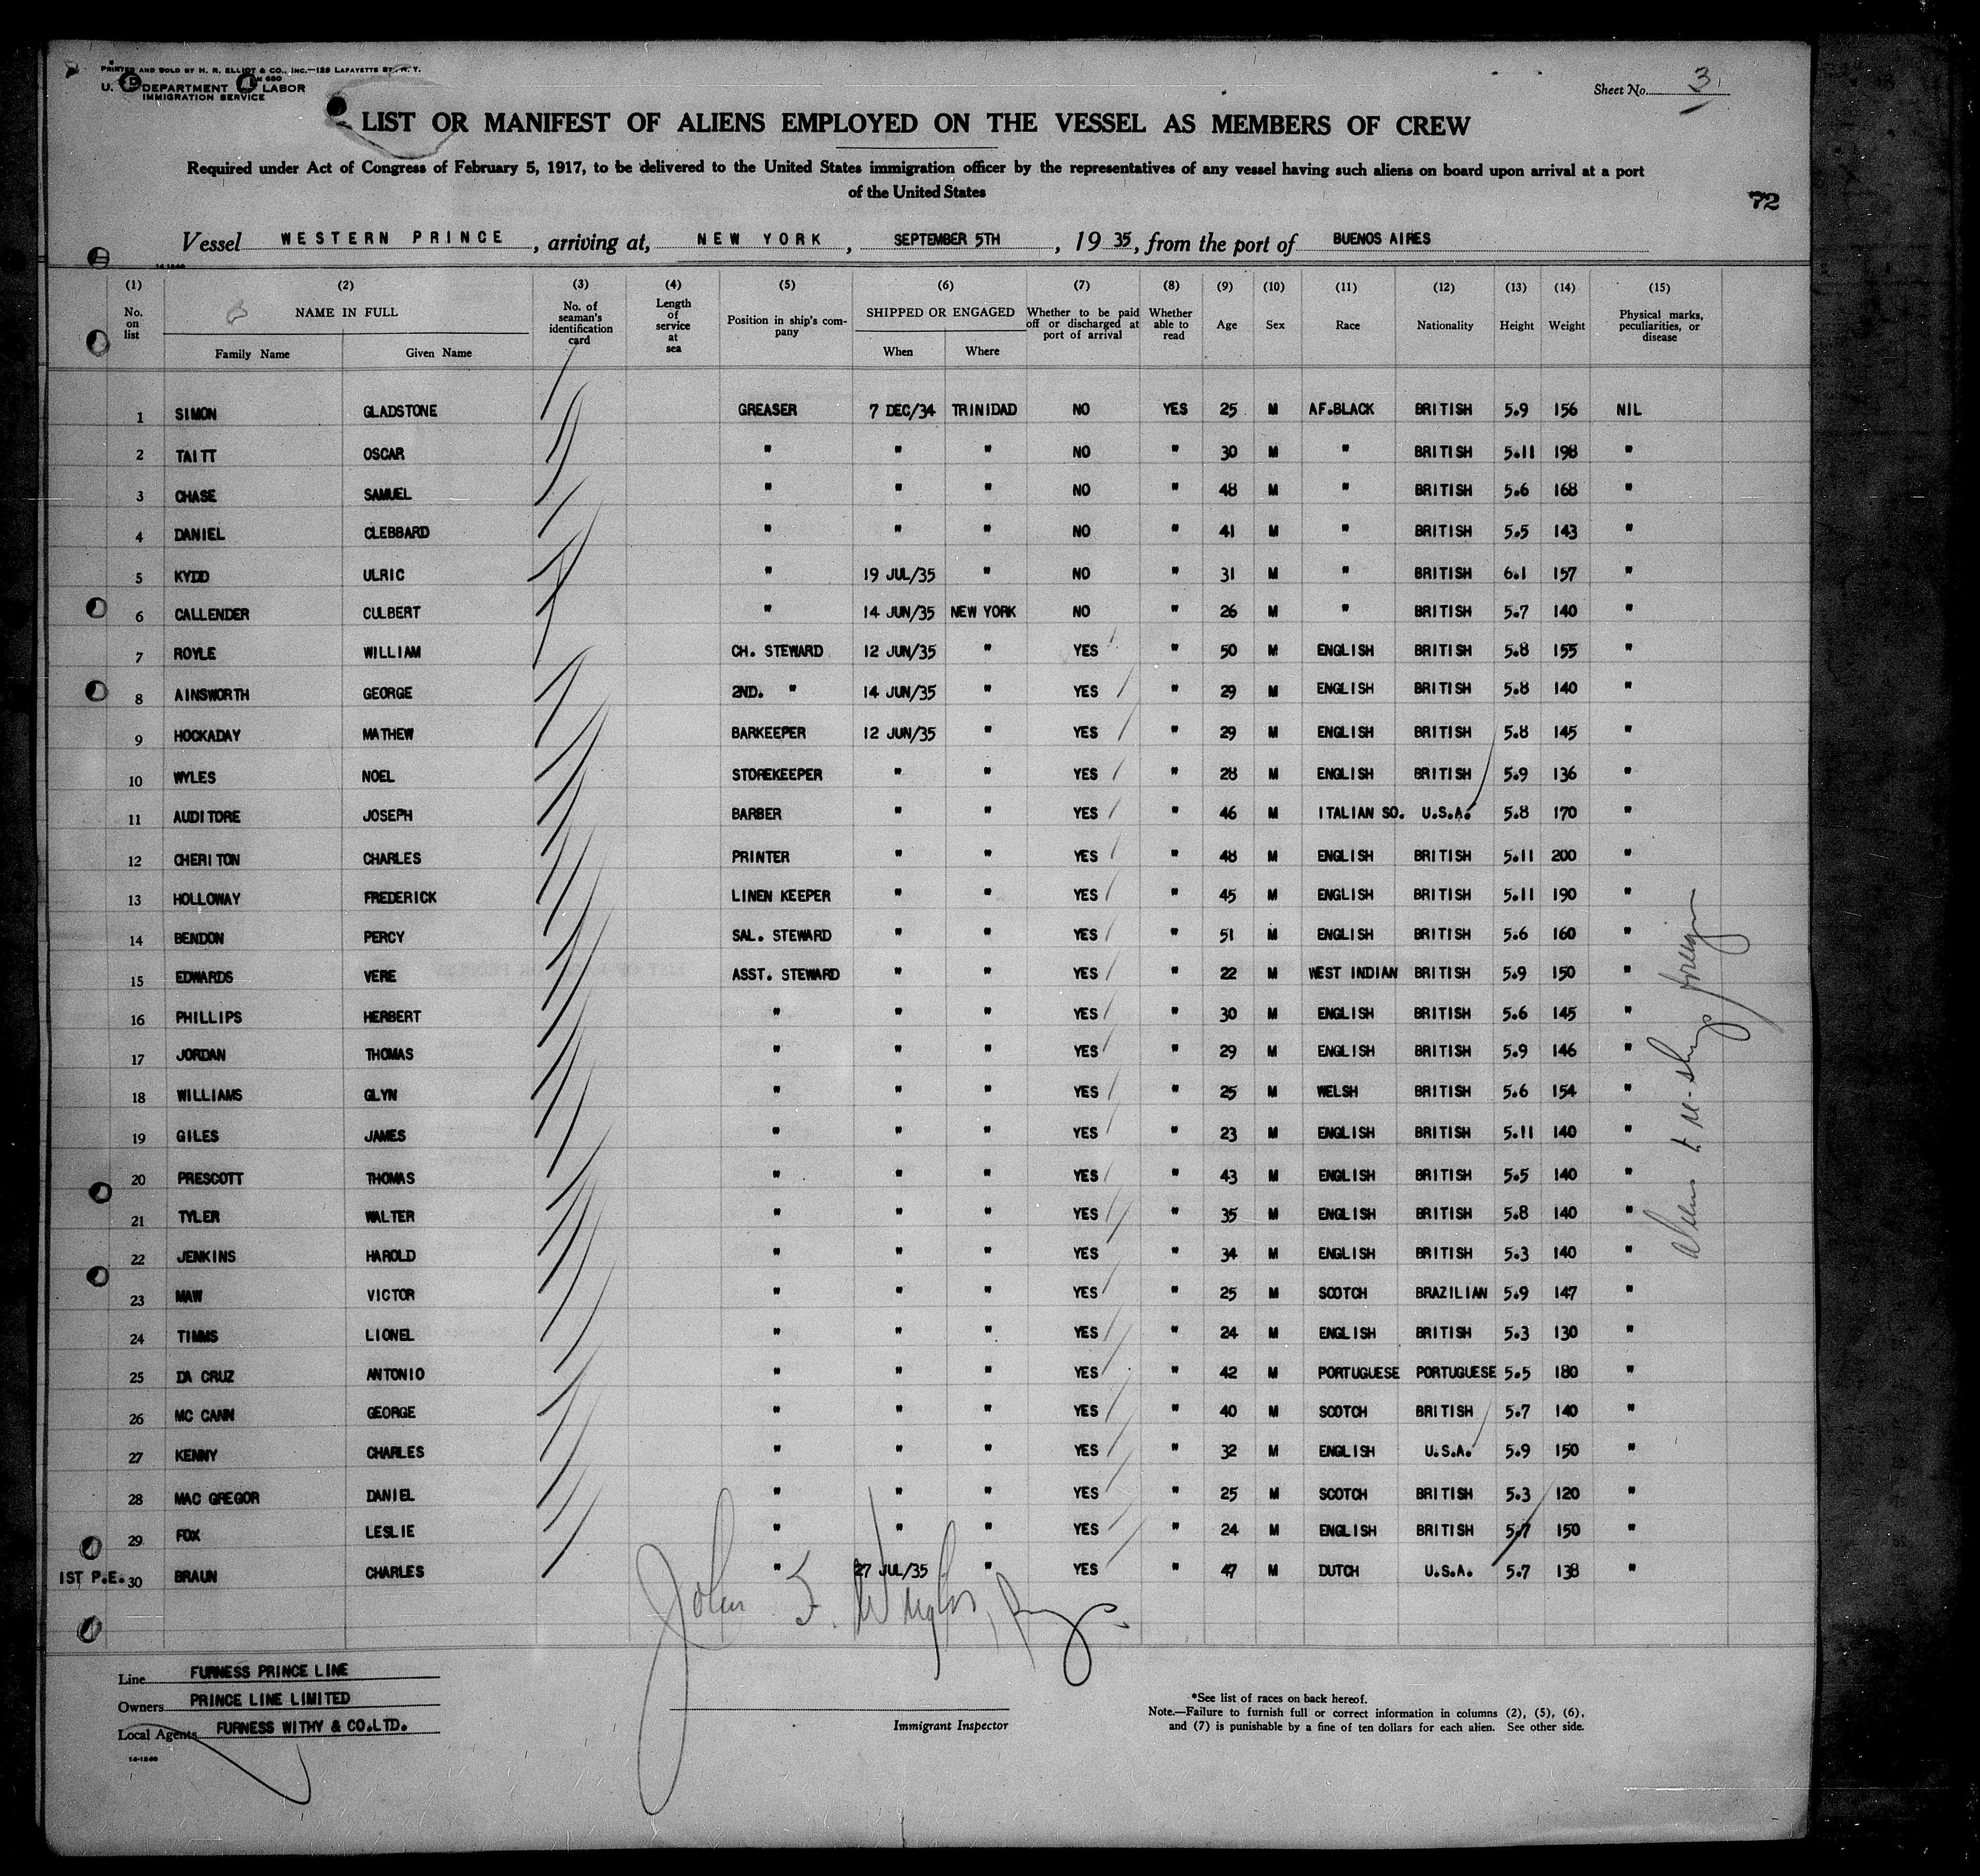 PRINTED AND SOLD BY H. R. ELLIOT & CO., INC.—129 LAFAYETTE ST., N. Y.
680
U. DEPARTMENT LABOR
IMMIGRATION SERVICE
Sheet No. 3
LIST OR MANIFEST OF ALIENS EMPLOYED ON THE VESSEL AS MEMBERS OF CREW
Required under Act of Congress of February 5, 1917, to be delivered to the United States immigration officer by the representatives of any vessel having such aliens on board upon arrival at a port
of the United States
72
Vessel WESTERN PRINCE, arriving at, NEW YORK, SEPTEMBER 5TH, 1935, from the port of BUENOS AIRES
(1) (2) (3) (4) (5) (6) (7) (8) (9) (10) (11) (12) (13) (14) (15)
No. on list NAME IN FULL Family Name Given Name No. of seaman's identification card Length of service at sea Position in ship's company SHIPPED OR ENGAGED When Where Whether to be paid off or discharged at port of arrival Whether able to read Age Sex Race Nationality Height Weight Physical marks, peculiarities, or disease
1 SIMON GLADSTONE GREASER 7 DEC/34 TRINIDAD NO YES 25 M AF.BLACK BRITISH 5.9 156 NIL
2 TAITT OSCAR " " " NO " 30 M " BRITISH 5.11 198 "
3 CHASE SAMUEL " " " NO " 48 M " BRITISH 5.6 168 "
4 DANIEL CLEBBARD " " " NO " 41 M " BRITISH 5.5 143 "
5 KYDD ULRIC " 19 JUL/35 " NO " 31 M " BRITISH 6.1 157 "
6 CALLENDER CULBERT " 14 JUN/35 NEW YORK NO " 26 M " BRITISH 5.7 140 "
7 ROYLE WILLIAM CH. STEWARD 12 JUN/35 " YES " 50 M ENGLISH BRITISH 5.8 155 "
8 AINSWORTH GEORGE 2ND. " 14 JUN/35 " YES " 29 M ENGLISH BRITISH 5.8 140 "
9 HOCKADAY MATHEW BARKEEPER 12 JUN/35 " YES " 29 M ENGLISH BRITISH 5.8 145 "
10 WYLES NOEL STOREKEEPER " " YES " 28 M ENGLISH BRITISH 5.9 136 "
11 AUDITORE JOSEPH BARBER " " YES " 46 M ITALIAN SO. U.S.A. 5.8 170 "
12 CHERITON CHARLES PRINTER " " YES " 48 M ENGLISH BRITISH 5.11 200 "
13 HOLLOWAY FREDERICK LINEN KEEPER " " YES " 45 M ENGLISH BRITISH 5.11 190 "
14 BENDON PERCY SAL. STEWARD " " YES " 51 M ENGLISH BRITISH 5.6 160 "
15 EDWARDS VERE ASST. STEWARD " " YES " 22 M WEST INDIAN BRITISH 5.9 150 "
16 PHILLIPS HERBERT " " " YES " 30 M ENGLISH BRITISH 5.6 145 "
17 JORDAN THOMAS " " " YES " 29 M ENGLISH BRITISH 5.9 146 "
18 WILLIAMS GLYN " " " YES " 25 M WELSH BRITISH 5.6 154 "
19 GILES JAMES " " " YES " 23 M ENGLISH BRITISH 5.11 140 "
20 PRESCOTT THOMAS " " " YES " 43 M ENGLISH BRITISH 5.5 140 "
21 TYLER WALTER " " " YES " 35 M ENGLISH BRITISH 5.8 140 "
22 JENKINS HAROLD " " " YES " 34 M ENGLISH BRITISH 5.3 140 "
23 MAW VICTOR " " " YES " 25 M SCOTCH BRAZILIAN 5.9 147 "
24 TIMMS LIONEL " " " YES " 24 M ENGLISH BRITISH 5.3 130 "
25 DA CRUZ ANTONIO " " " YES " 42 M PORTUGUESE PORTUGUESE 5.5 180 "
26 MC CANN GEORGE " " " YES " 40 M SCOTCH BRITISH 5.7 140 "
27 KENNY CHARLES " " " YES " 32 M ENGLISH U.S.A. 5.9 150 "
28 MAC GREGOR DANIEL " " " YES " 25 M SCOTCH BRITISH 5.3 120 "
29 FOX LESLIE " " " YES " 24 M ENGLISH BRITISH 5.7 150 "
1ST P.E. 30 BRAUN CHARLES " 27 JUL/35 " YES " 47 M DUTCH U.S.A. 5.7 138 "
Aliens to re-ship foreign
John F.
Line FURNESS PRINCE LINE
Owners PRINCE LINE LIMITED
Local Agents FURNESS WITHY & CO.LTD.
14-1240
Immigrant Inspector
*See list of races on back hereof.
Note.—Failure to furnish full or correct information in columns (2), (5), (6),
and (7) is punishable by a fine of ten dollars for each alien. See other side.